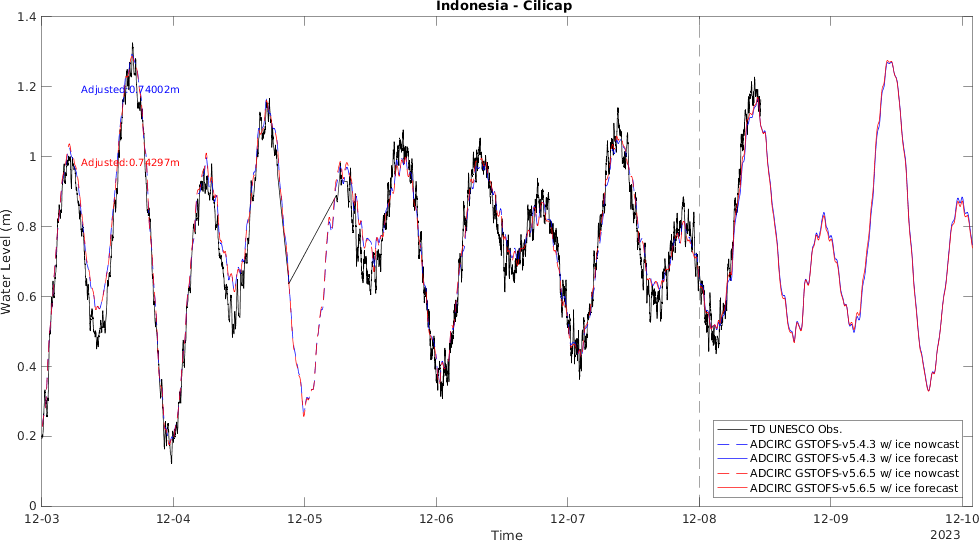 Indonesia - Cilicap
1.4
1.2
1
0.8
0.6
0.4
0.2
0
Water Level (m)
Adjusted:0.74002m
Adjusted:0.74297m
TD UNESCO Obs.
ADCIRC GSTOFS-v5.4.3 w/ ice nowcast
ADCIRC GSTOFS-v5.4.3 w/ ice forecast
ADCIRC GSTOFS-v5.6.5 w/ ice nowcast
ADCIRC GSTOFS-v5.6.5 w/ ice forecast
12-03 12-04 12-05 12-06 12-07 12-08 12-09 12-10
Time
2023